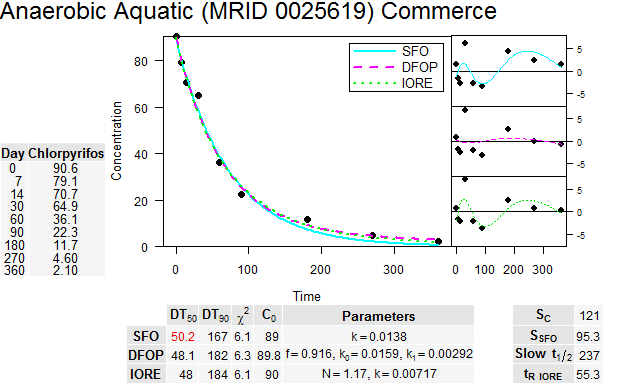 Anaerobic Aquatic (MRID 0025619) Commerce
SFO
DFOP
IORE
Concentration
80
60
40
20
0
0 100 200 300
Time
5
0
-5
5
0
-5
5
0
-5
0 100 200 300
Day Chlorpyrifos
0 90.6
7 79.1
14 70.7
30 64.9
60 36.1
90 22.3
180 11.7
270 4.60
360 2.10
DT50 DT90 χ2 C0 Parameters
SFO 50.2 167 6.1 89 k=0.0138
DFOP 48.1 182 6.3 89.8 f=0.916, k0=0.0159, k1=0.00292
IORE 48 184 6.1 90 N=1.17, k=0.00717
SC 121
SSFO 95.3
Slow t1/2 237
tR IORE 55.3